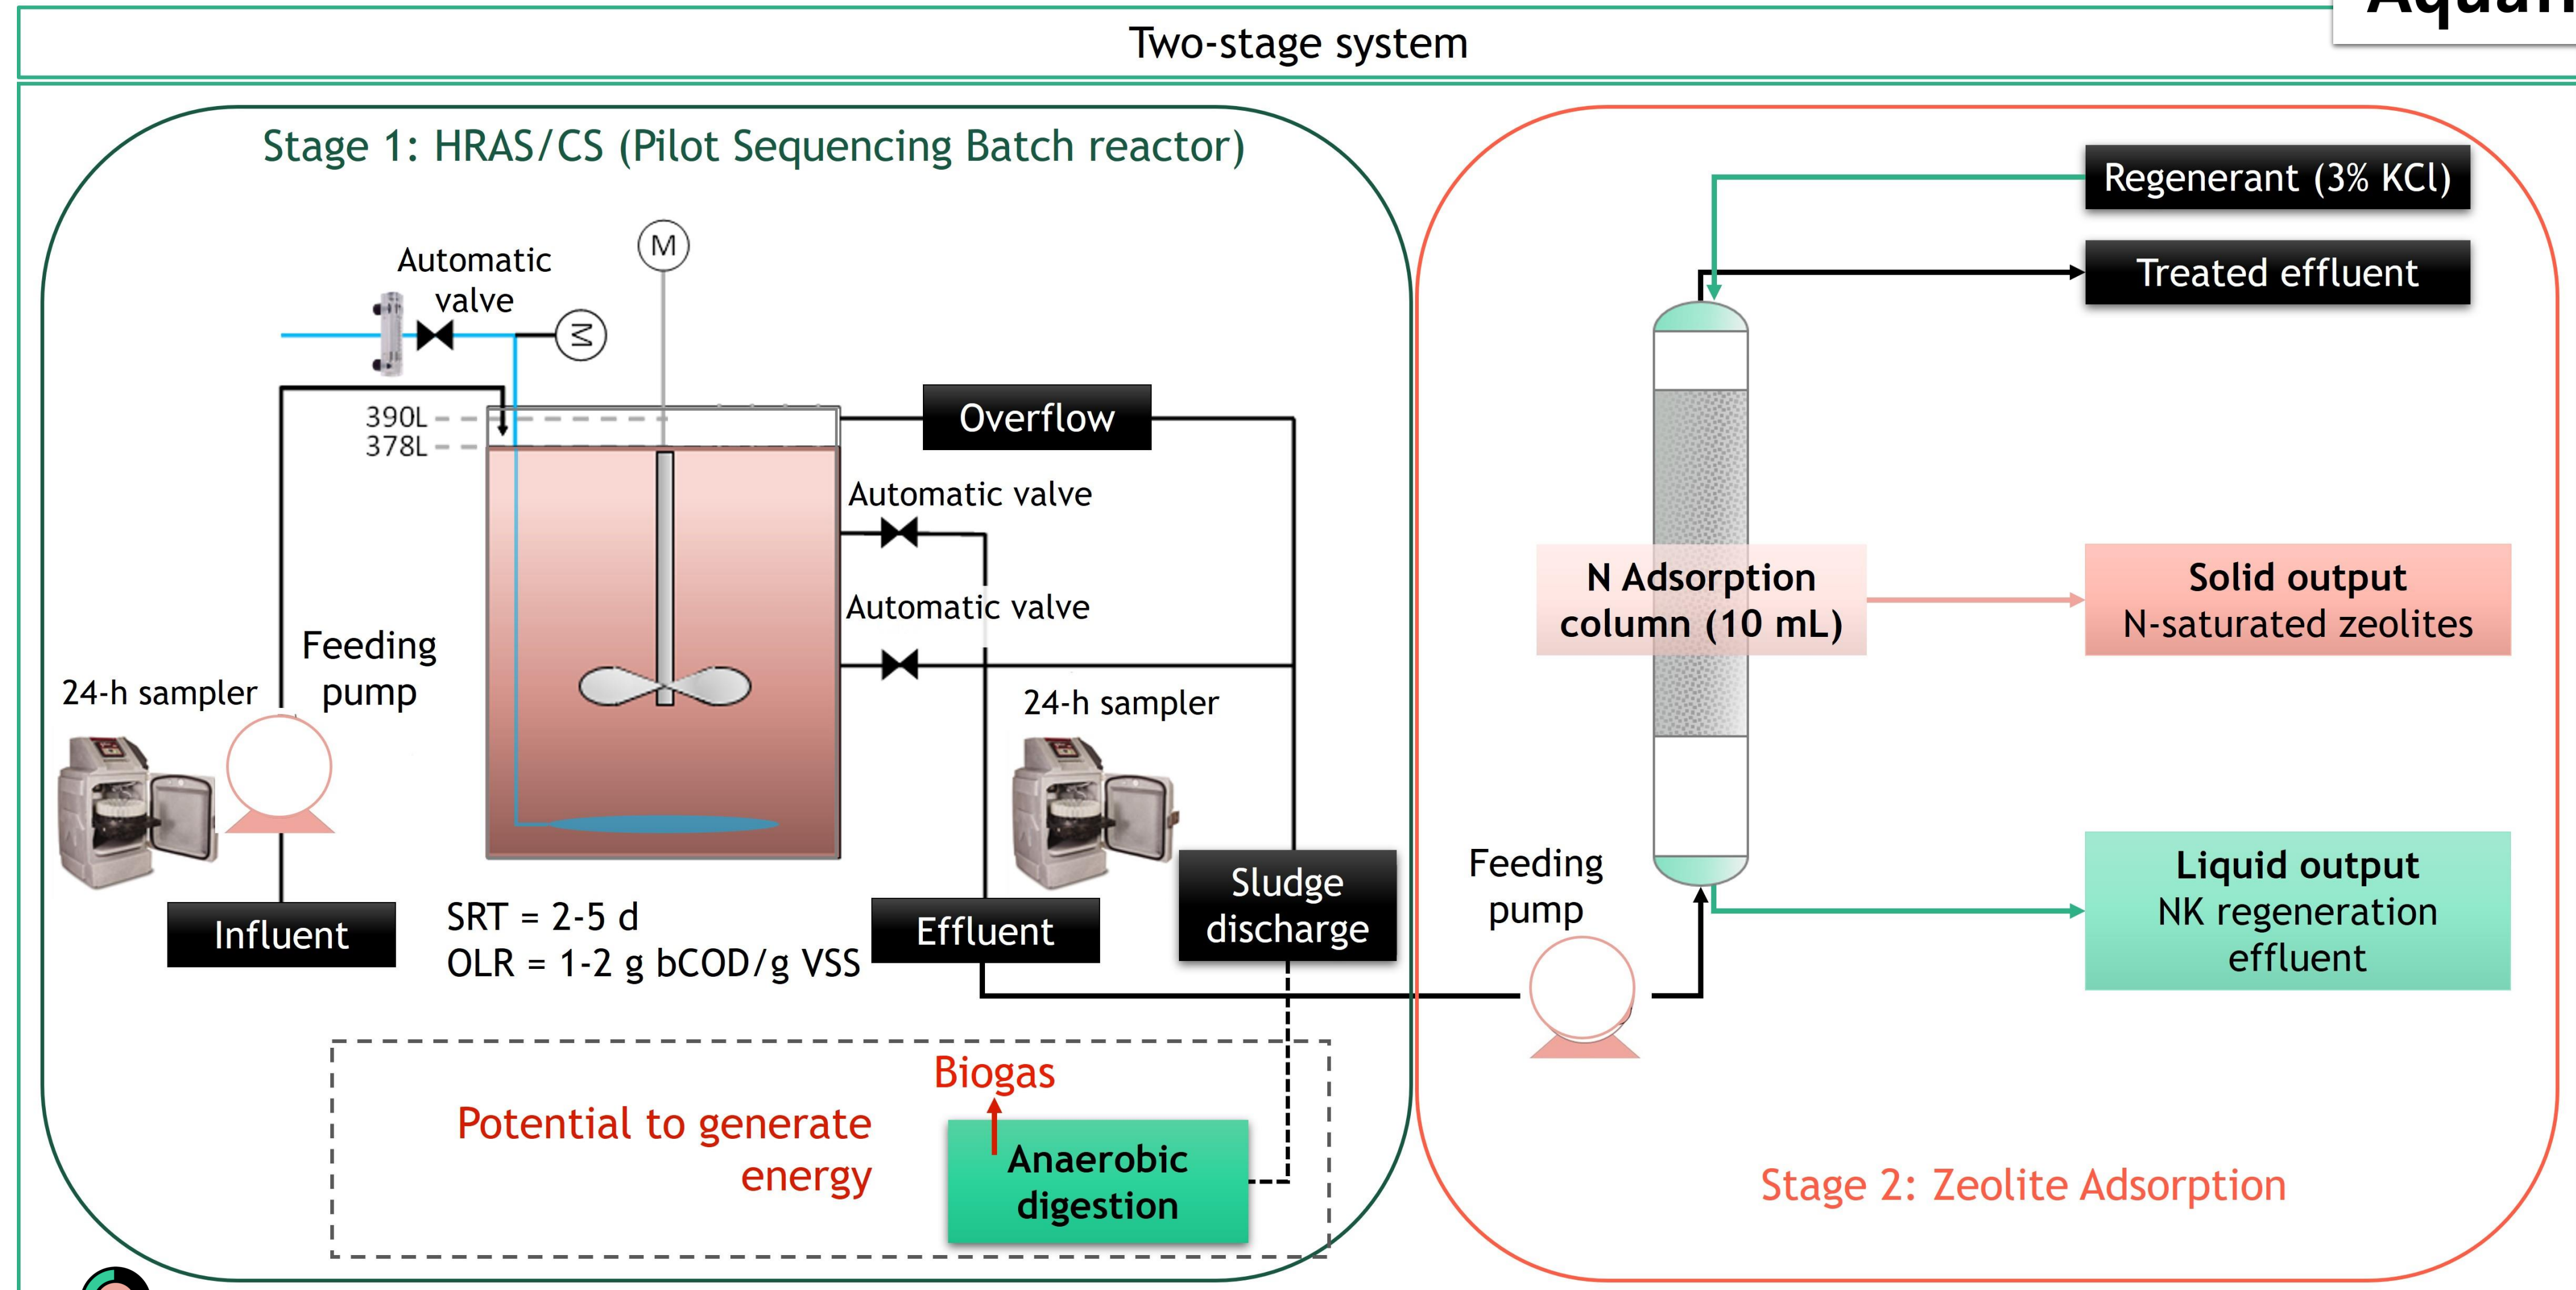 Two-stage system
Stage 1: HRAS/CS (Pilot Sequencing Batch reactor)
M
Automatic
valve
M
390L
378L
Overflow
Automatic valve
Automatic valve
Feeding
pump
24-h sampler
24-h sampler
Influent
SRT = 2-5 d
OLR = 1-2 g bCOD/g VSS
Effluent
Sludge
discharge
Biogas
Potential to generate
energy
Anaerobic
digestion
Regenerant (3% KCl)
Treated effluent
N Adsorption
column (10 mL)
Solid output
N-saturated zeolites
Feeding
pump
Liquid output
NK regeneration
effluent
Stage 2: Zeolite Adsorption